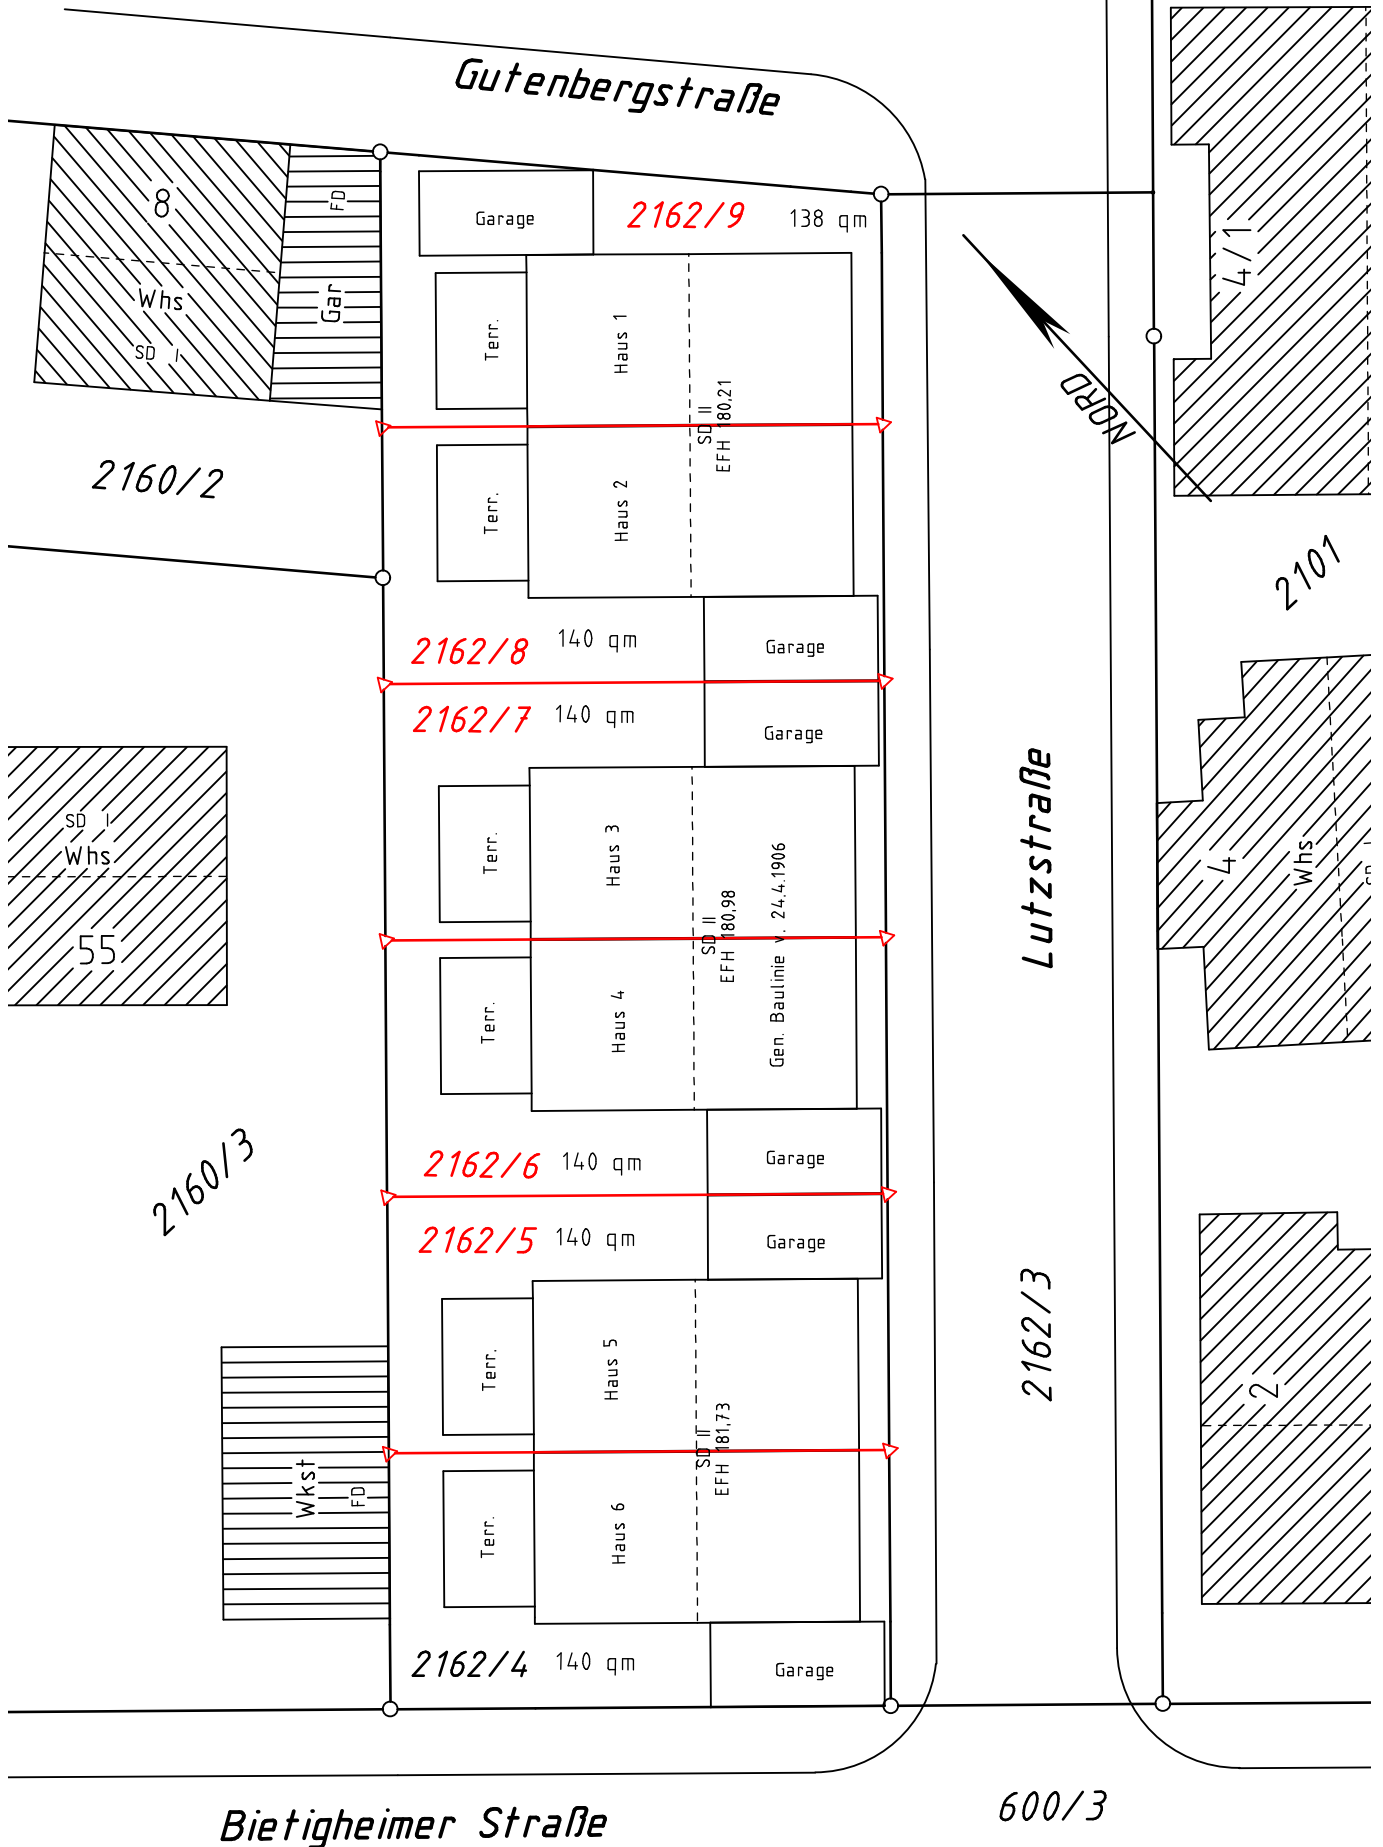 Gutenbergstraße
8
FD
Gar
Whs
SD I
Garage
2162/9
138 qm
4/1
Terr.
Haus 1
SD II
EFH 180,21
NORD
2160/2
Terr.
Haus 2
2101
2162/8
140 qm
Garage
2162/7
140 qm
Garage
SD I
Whs
55
Terr.
Haus 3
SD II
EFH 180,98
Gen. Baulinie v. 24.4.1906
Lutzstraße
4
Whs
SD I
Terr.
Haus 4
2160/3
2162/6
140 qm
Garage
2162/5
140 qm
Garage
2162/3
Terr.
Haus 5
SD II
EFH 181,73
2
Wkst
FD
Terr.
Haus 6
2162/4
140 qm
Garage
600/3
Bietigheimer Straße